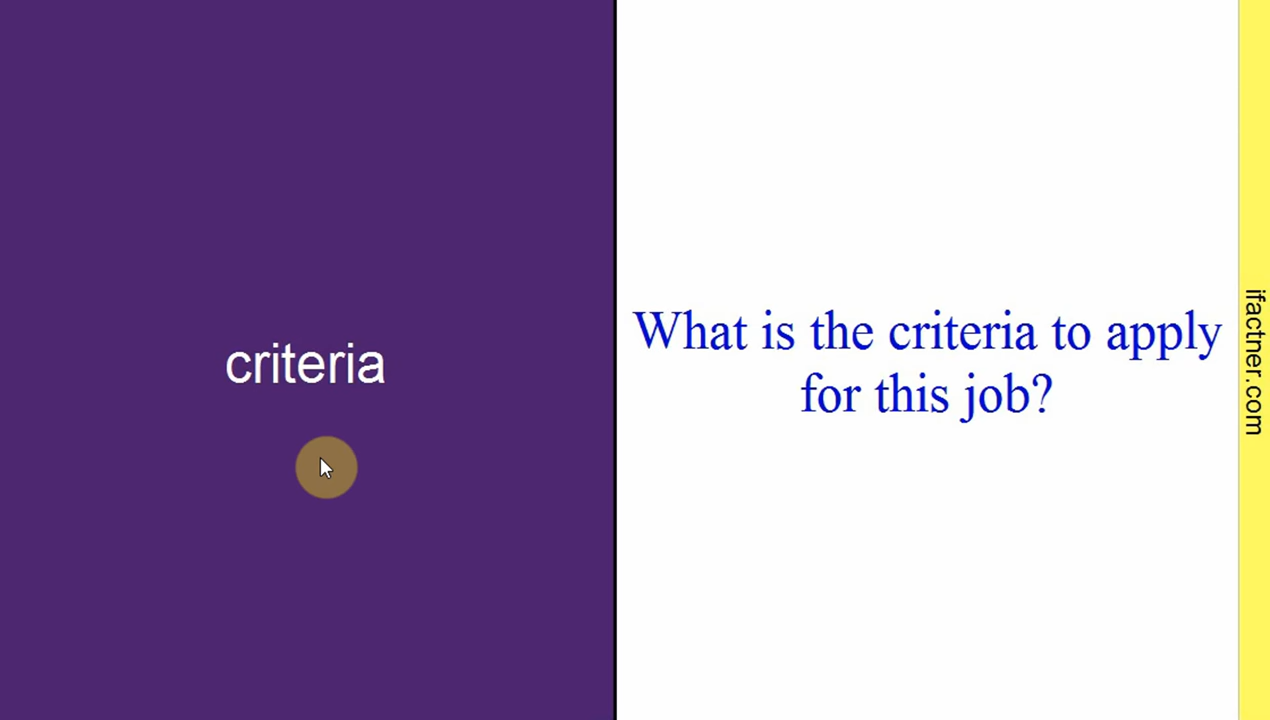 criteria
What is the criteria to apply
for this job?
ifactner.com